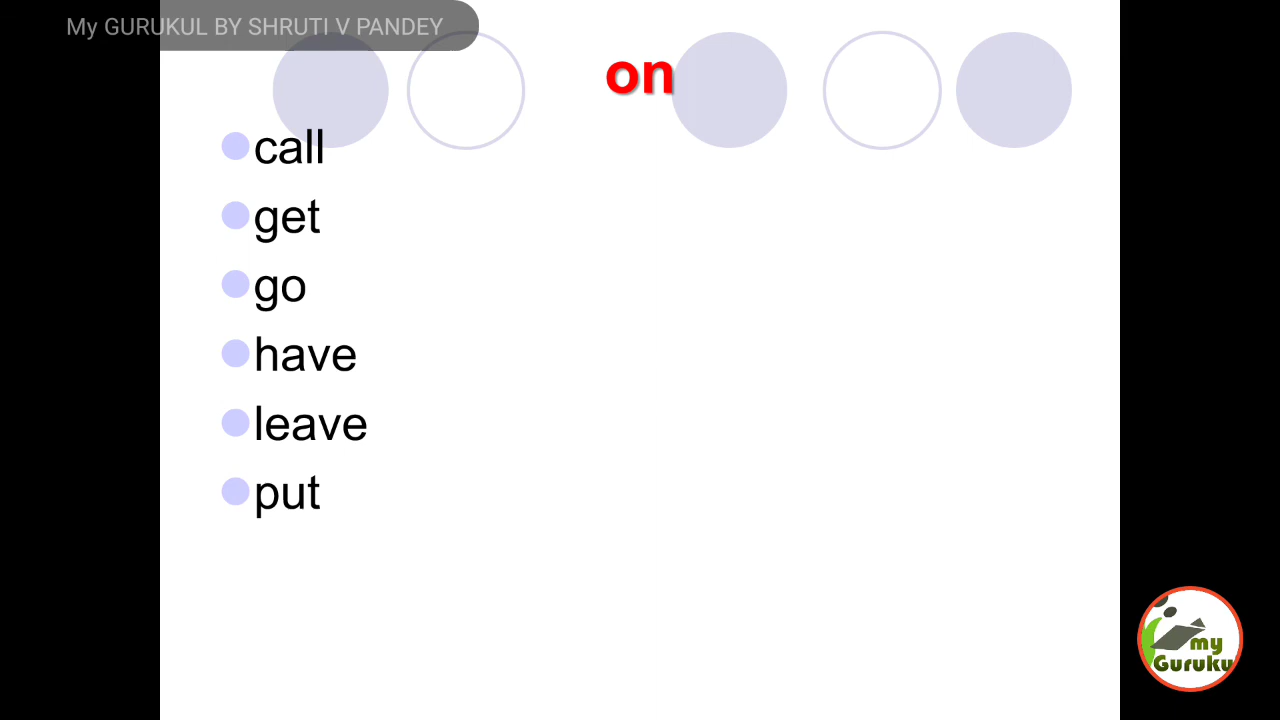 My GURUKUL BY SHRUTI V PANDEY
on
call
get
go
have
leave
put
my
Guruku